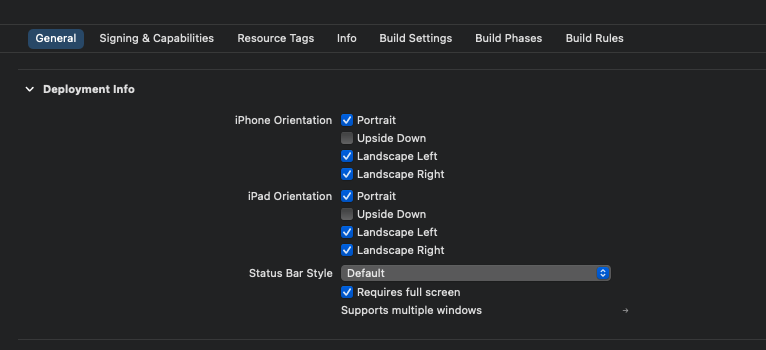 General Signing & Capabilities Resource Tags Info Build Settings Build Phases Build Rules
Deployment Info
iPhone Orientation Portrait
Upside Down
Landscape Left
Landscape Right
iPad Orientation Portrait
Upside Down
Landscape Left
Landscape Right
Status Bar Style Default
Requires full screen
Supports multiple windows